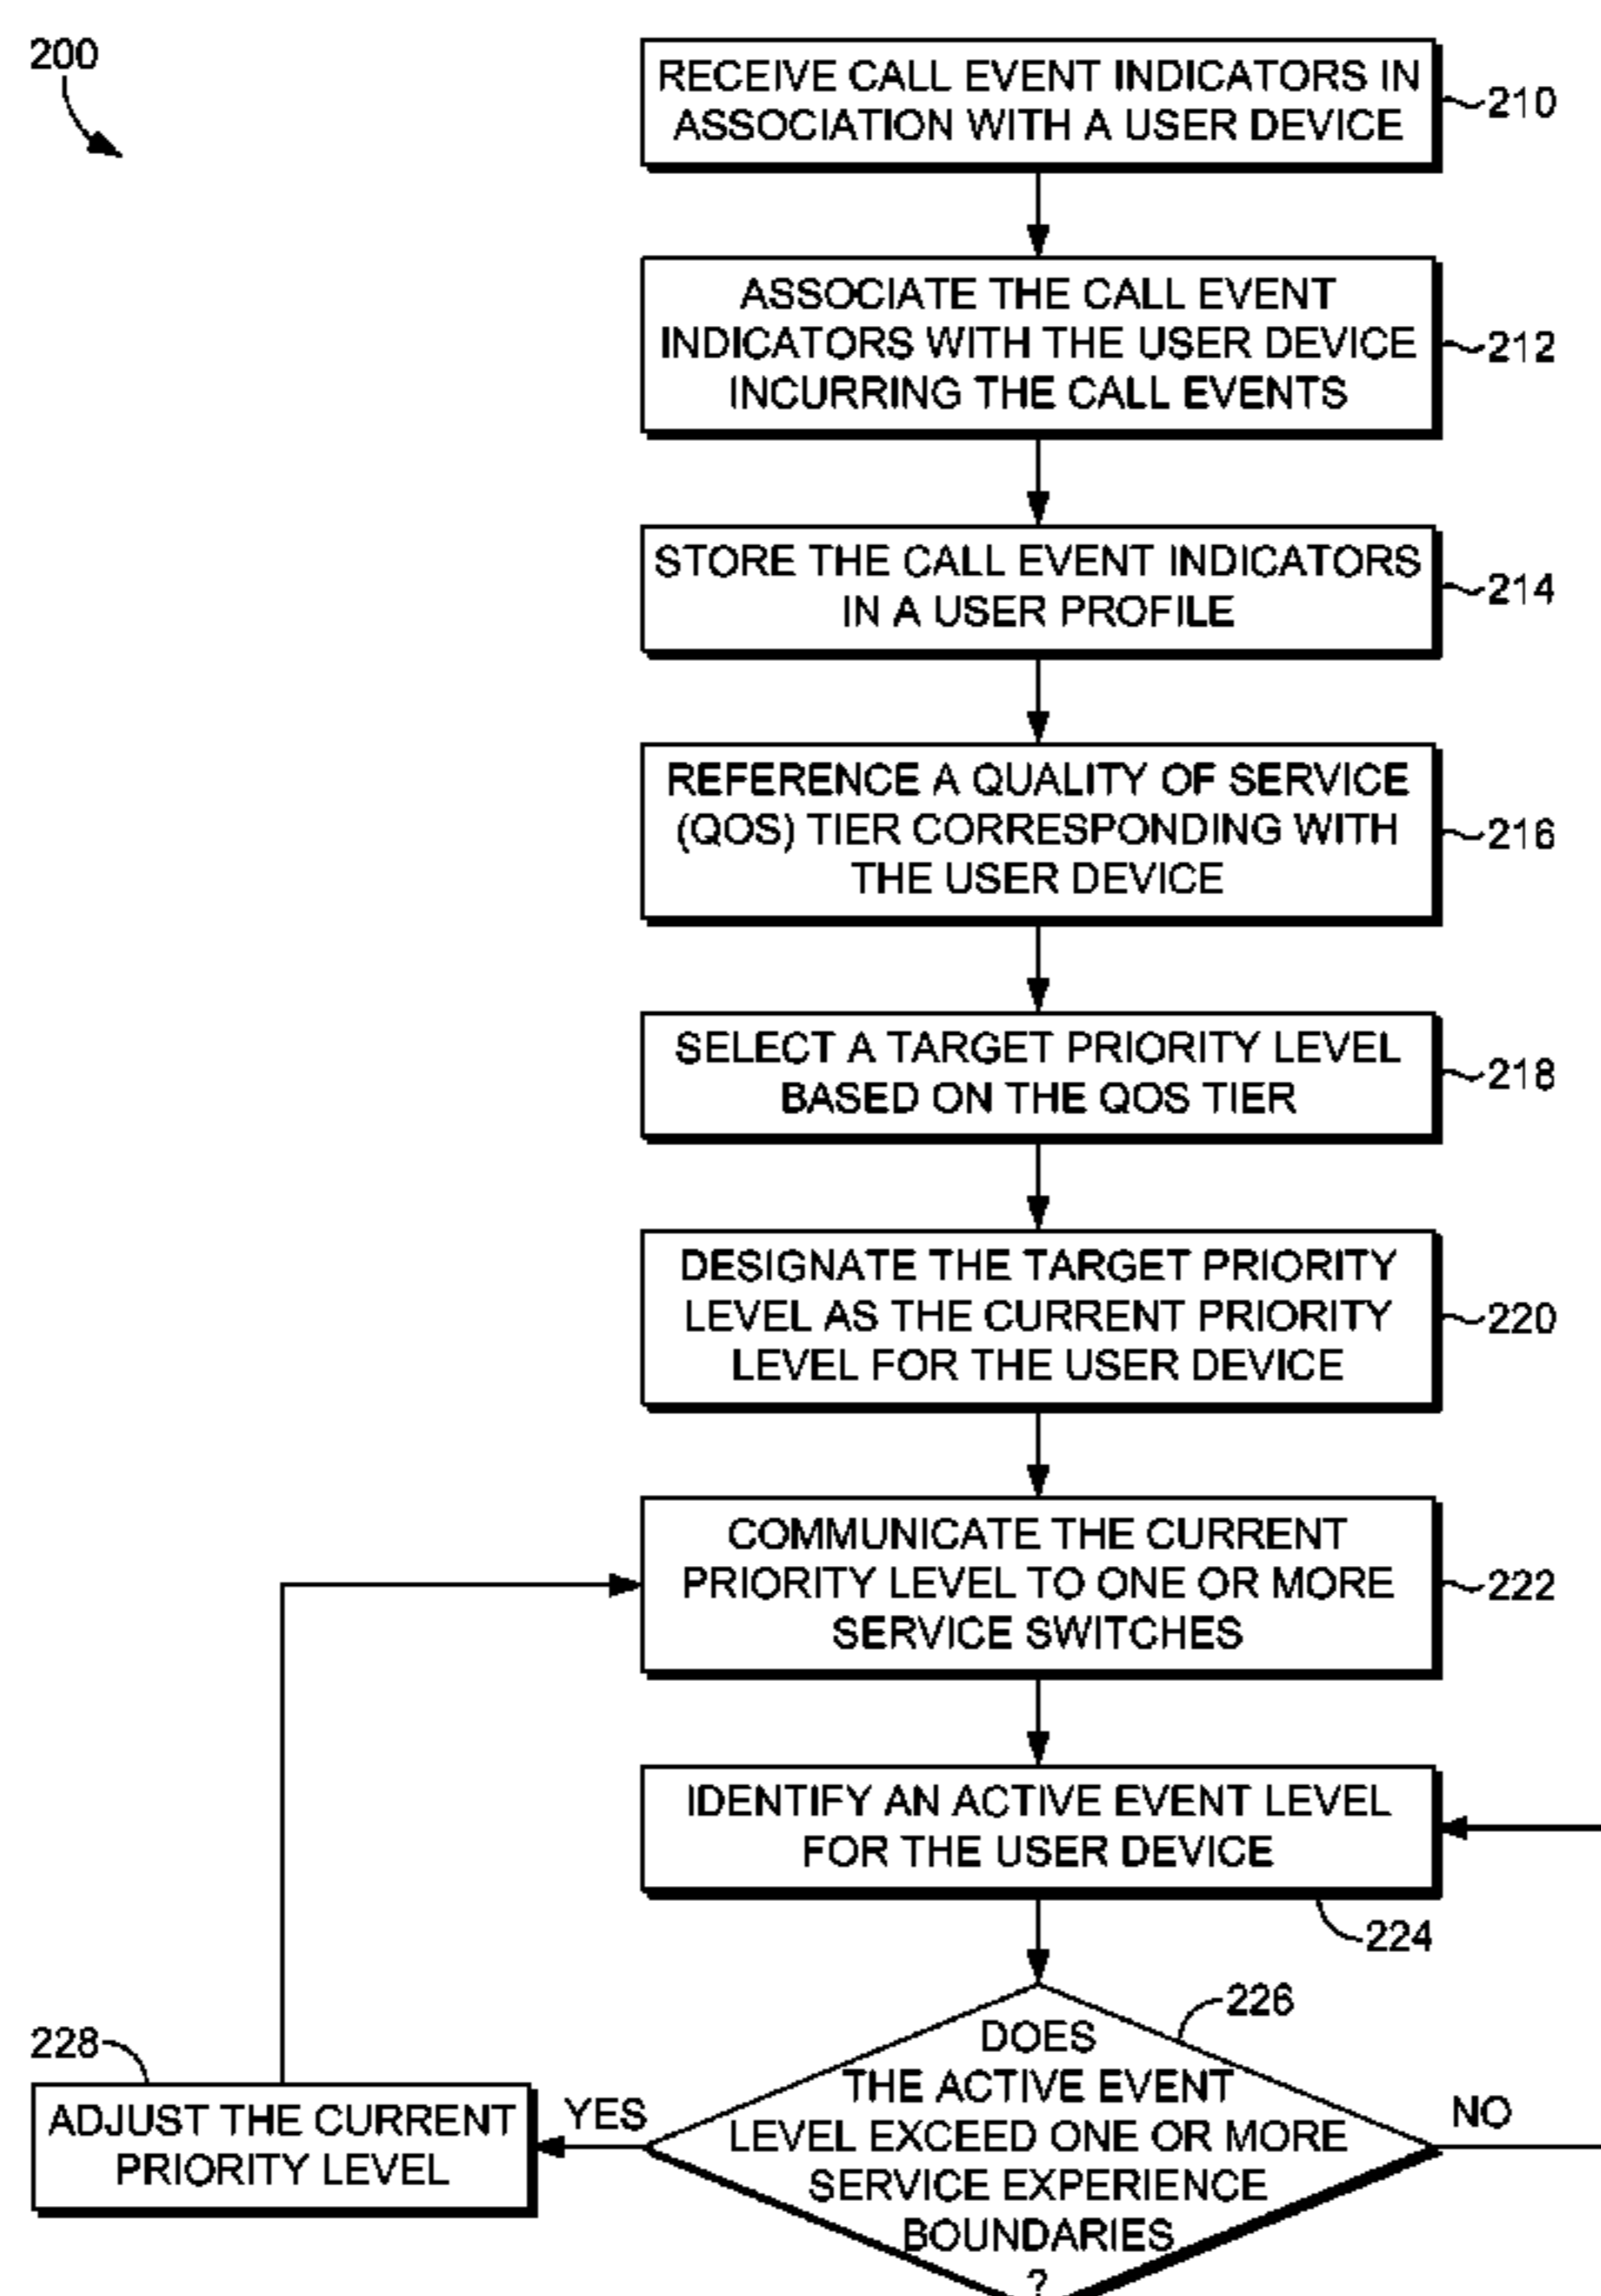 200
RECEIVE CALL EVENT INDICATORS IN
ASSOCIATION WITH A USER DEVICE
210
ASSOCIATE THE CALL EVENT
INDICATORS WITH THE USER DEVICE
INCURRING THE CALL EVENTS
212
STORE THE CALL EVENT INDICATORS
IN A USER PROFILE
214
REFERENCE A QUALITY OF SERVICE
(QOS) TIER CORRESPONDING WITH
THE USER DEVICE
216
SELECT A TARGET PRIORITY LEVEL
BASED ON THE QOS TIER
218
DESIGNATE THE TARGET PRIORITY
LEVEL AS THE CURRENT PRIORITY
LEVEL FOR THE USER DEVICE
220
COMMUNICATE THE CURRENT
PRIORITY LEVEL TO ONE OR MORE
SERVICE SWITCHES
222
IDENTIFY AN ACTIVE EVENT LEVEL
FOR THE USER DEVICE
224
226
DOES
THE ACTIVE EVENT
LEVEL EXCEED ONE OR MORE
SERVICE EXPERIENCE
BOUNDARIES
?
YES
NO
228
ADJUST THE CURRENT
PRIORITY LEVEL